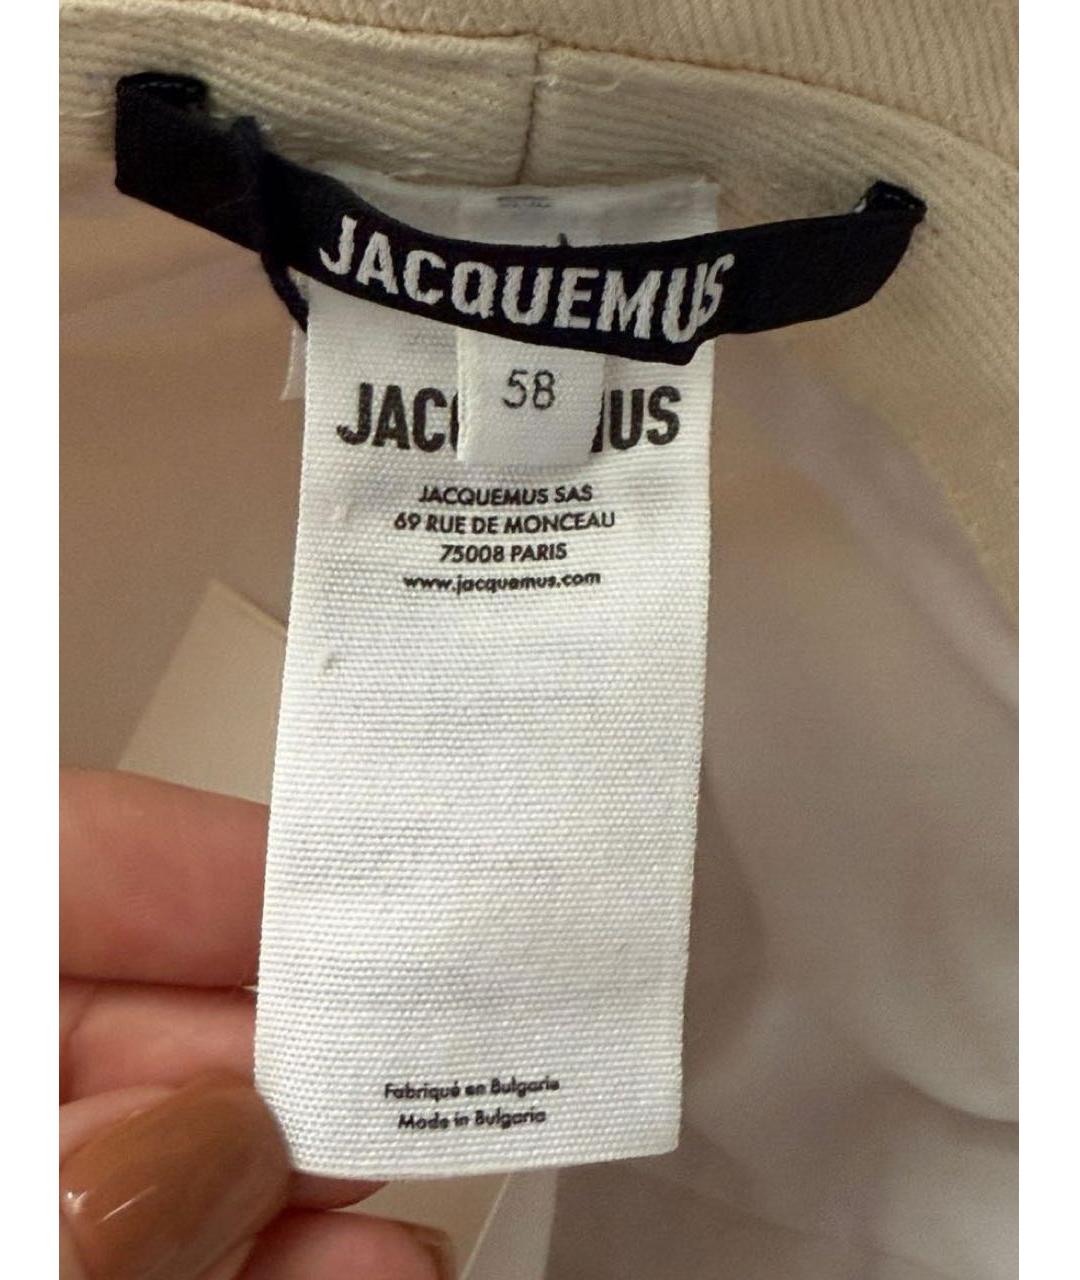 JACQUEMUS
58
JAC US
JACQUEMUS SAS
69 RUE DE MONCEAU
75008 PARIS
www.jacquemus.com
Fabriqué en Bulgarie
Made in Bulgaria